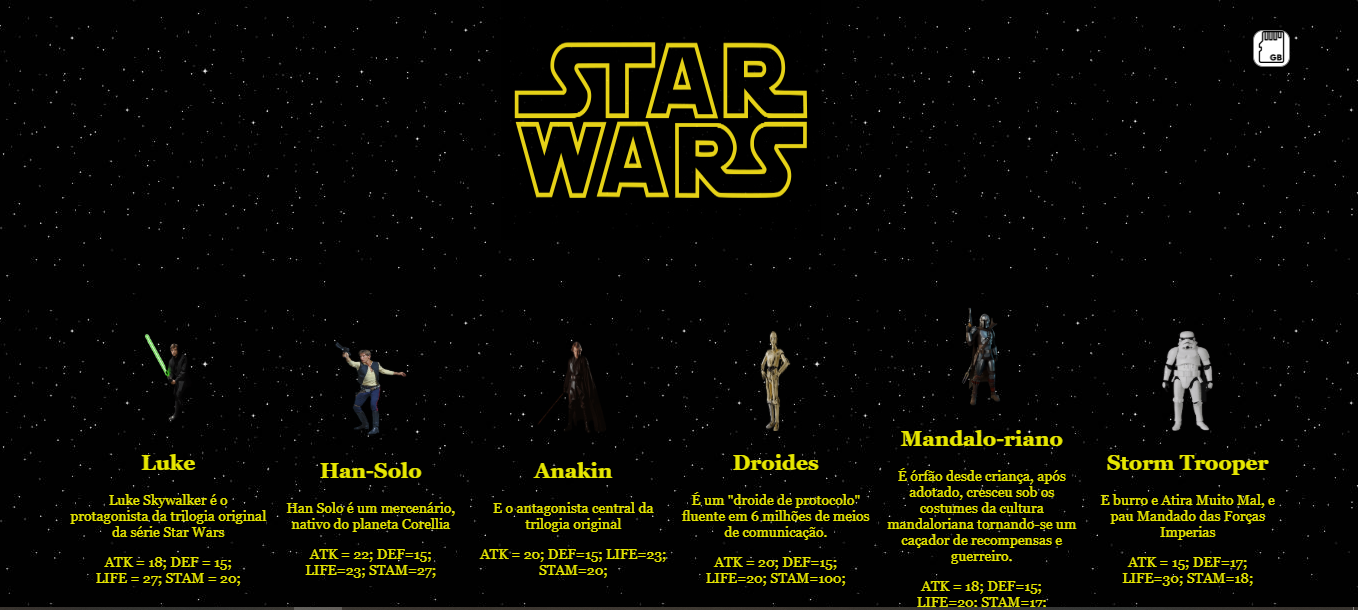 STAR
WARS
GB
Luke
Luke Skywalker é o
protagonista da trilogia original
da série Star Wars
ATK = 18; DEF = 15;
LIFE = 27; STAM = 20;
Han-Solo
Han Solo é um mercenário,
nativo do planeta Corellia
ATK = 22; DEF=15;
LIFE=23; STAM=27;
Anakin
E o antagonista central da
trilogia original
ATK = 20; DEF=15; LIFE=23;
STAM=20;
Droides
É um "droide de protocolo"
fluente em 6 milhões de meios
de comunicação.
ATK = 20; DEF=15;
LIFE=20; STAM=100;
Mandalo-riano
É órfão desde criança, após
adotado, cresceu sob os
costumes da cultura
mandaloriana tornando-se um
caçador de recompensas e
guerreiro.
ATK = 18; DEF=15;
LIFE=20; STAM=17;
Storm Trooper
E burro e Atira Muito Mal, e
pau Mandado das Forças
Imperias
ATK = 15; DEF=17;
LIFE=30; STAM=18;